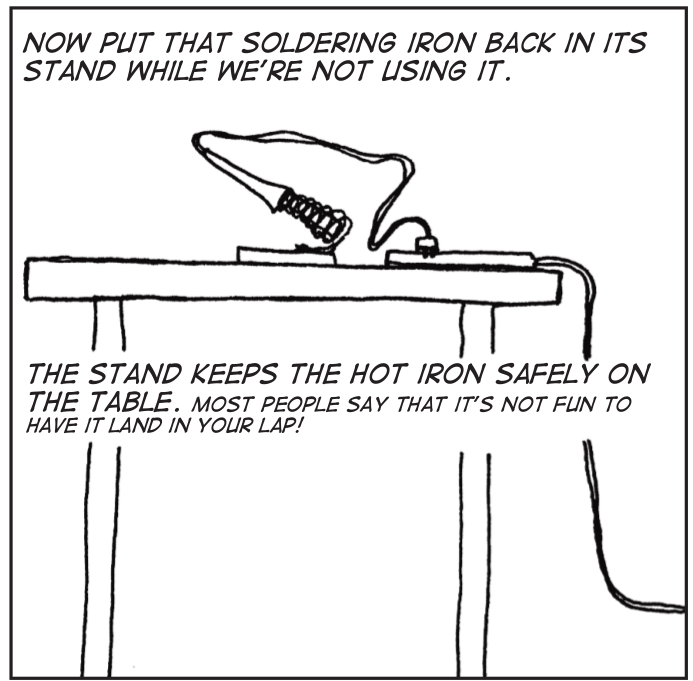 NOW PUT THAT SOLDERING IRON BACK IN ITS
STAND WHILE WE'RE NOT USING IT.
THE STAND KEEPS THE HOT IRON SAFELY ON
THE TABLE. MOST PEOPLE SAY THAT IT'S NOT FUN TO
HAVE IT LAND IN YOUR LAP!